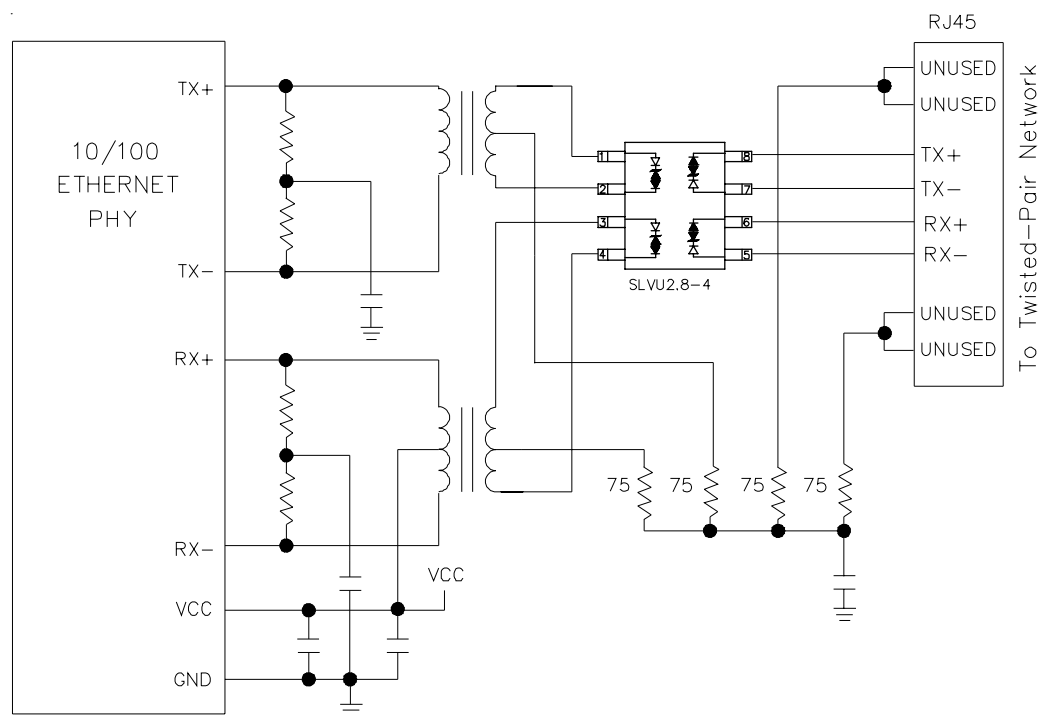 RJ45
TX+
10/100
ETHERNET
PHY
TX-
RX+
RX-
VCC
GND
VCC
1
2
3
4
8
7
6
5
SLVU2.8-4
UNUSED
UNUSED
TX+
TX-
RX+
RX-
UNUSED
UNUSED
To Twisted-Pair Network
75
75
75
75